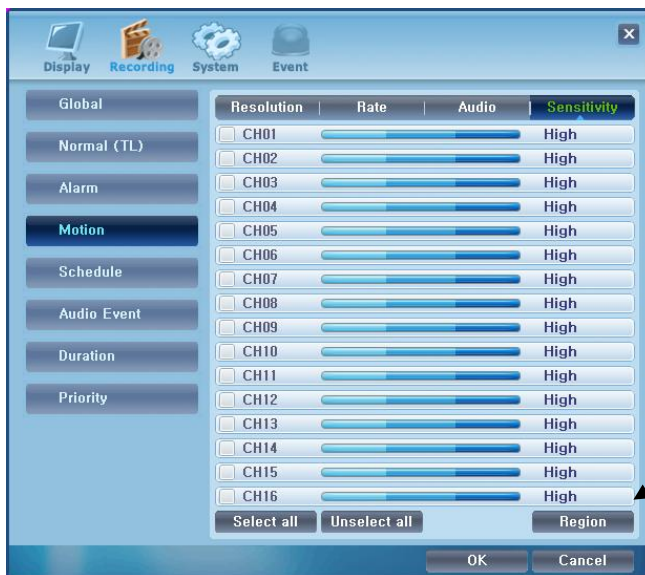 Display Recording System Event
Global
Normal (TL)
Alarm
Motion
Schedule
Audio Event
Duration
Priority
Resolution Rate Audio Sensitivity
CH01 High
CH02 High
CH03 High
CH04 High
CH05 High
CH06 High
CH07 High
CH08 High
CH09 High
CH10 High
CH11 High
CH12 High
CH13 High
CH14 High
CH15 High
CH16 High
Select all Unselect all Region
OK Cancel